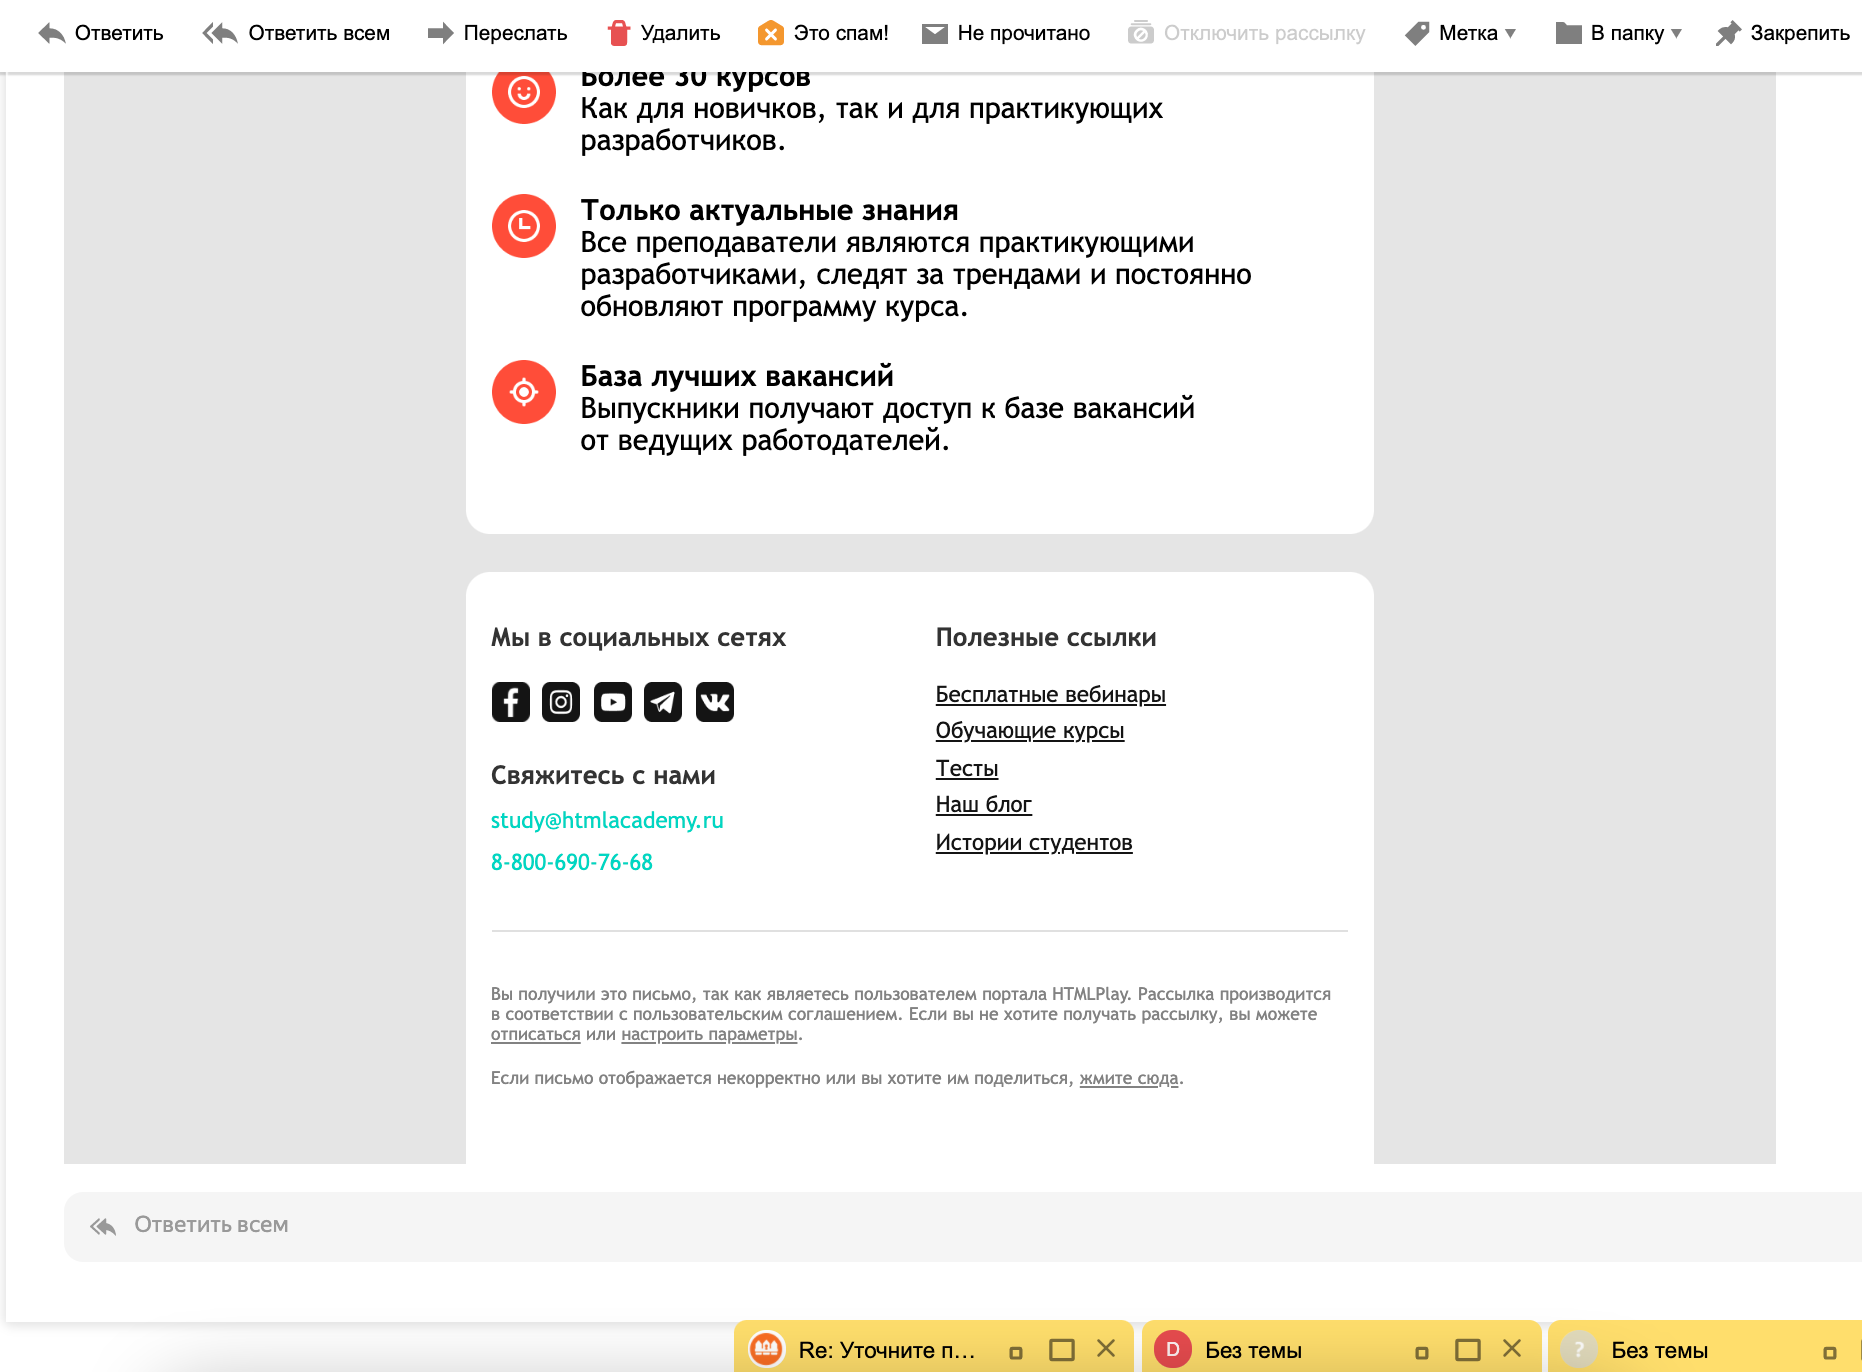 Ответить
Ответить всем
Переслать
Удалить
Это спам!
Не прочитано
Отключить рассылку
Метка
В папку
Закрепить
Более 30 курсов
Как для новичков, так и для практикующих
разработчиков.
Только актуальные знания
Все преподаватели являются практикующими
разработчиками, следят за трендами и постоянно
обновляют программу курса.
База лучших вакансий
Выпускники получают доступ к базе вакансий
от ведущих работодателей.
Мы в социальных сетях
Свяжитесь с нами
study@htmlacademy.ru
8-800-690-76-68
Полезные ссылки
Бесплатные вебинары
Обучающие курсы
Тесты
Наш блог
Истории студентов
Вы получили это письмо, так как являетесь пользователем портала HTMLPlay. Рассылка производится
в соответствии с пользовательским соглашением. Если вы не хотите получать рассылку, вы можете
отписаться или настроить параметры.
Если письмо отображается некорректно или вы хотите им поделиться, жмите сюда.
Ответить всем
Re: Уточните п...
D
Без темы
?
Без темы